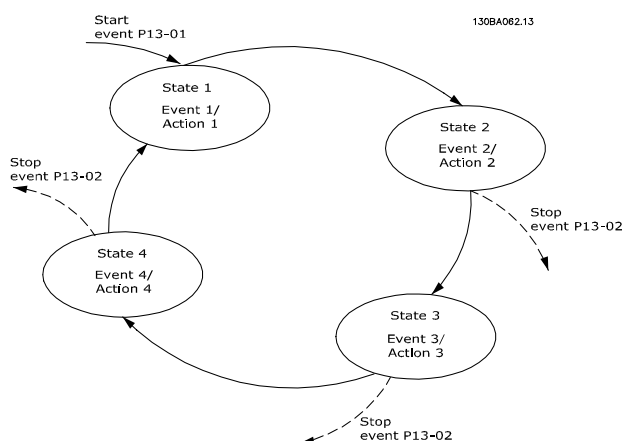 Start
event P13-01
130BA062.13
State 1
Event 1/
Action 1
State 2
Event 2/
Action 2
Stop
event P13-02
Stop
event P13-02
State 4
Event 4/
Action 4
State 3
Event 3/
Action 3
Stop
event P13-02